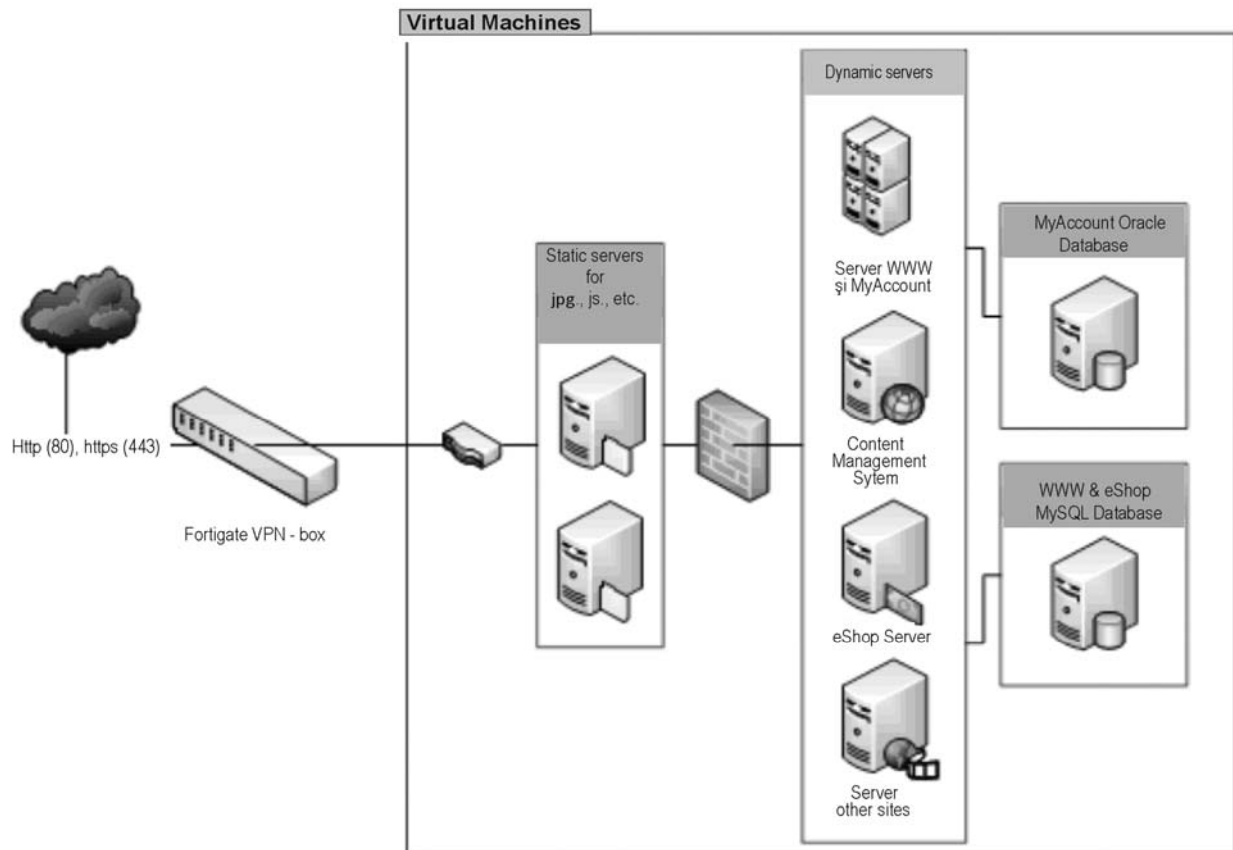 Virtual Machines
Dynamic servers
Server WWW
şi MyAccount
Content
Management
Sytem
eShop Server
Server
other sites
MyAccount Oracle
Database
WWW & eShop
MySQL Database
Static servers
for
jpg., js., etc.
Http (80), https (443)
Fortigate VPN - box